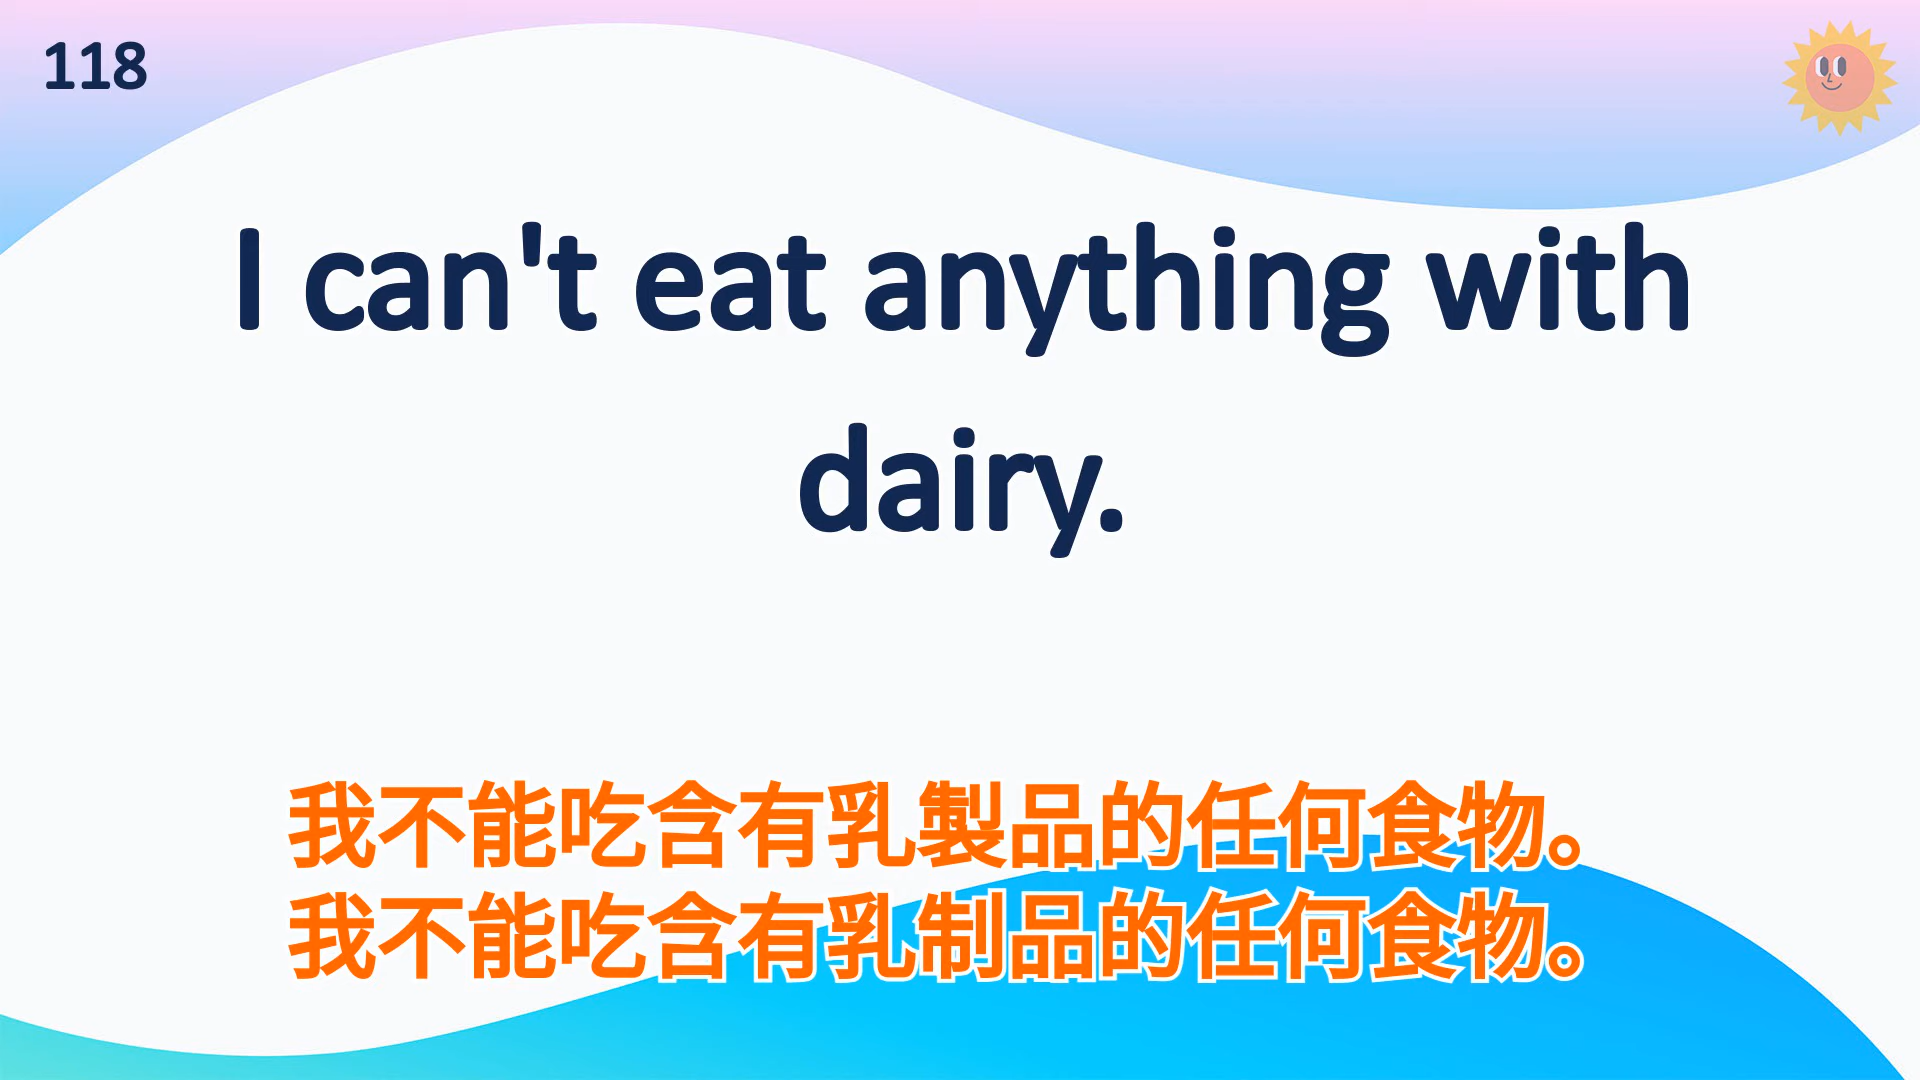 118
I can't eat anything with
dairy.
我不能吃含有乳製品的任何食物。
我不能吃含有乳制品的任何食物。